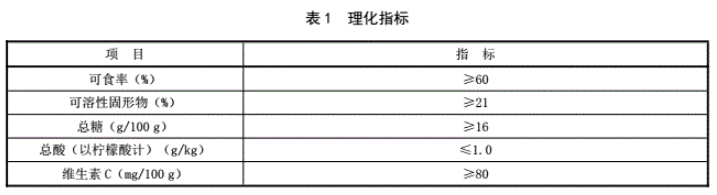 表 1 理化指标
项 目 指 标
可食率（%） ≥60
可溶性固形物（%） ≥21
总糖（g/100 g） ≥16
总酸（以柠檬酸计）（g/kg） ≤1.0
维生素 C（mg/100 g） ≥80